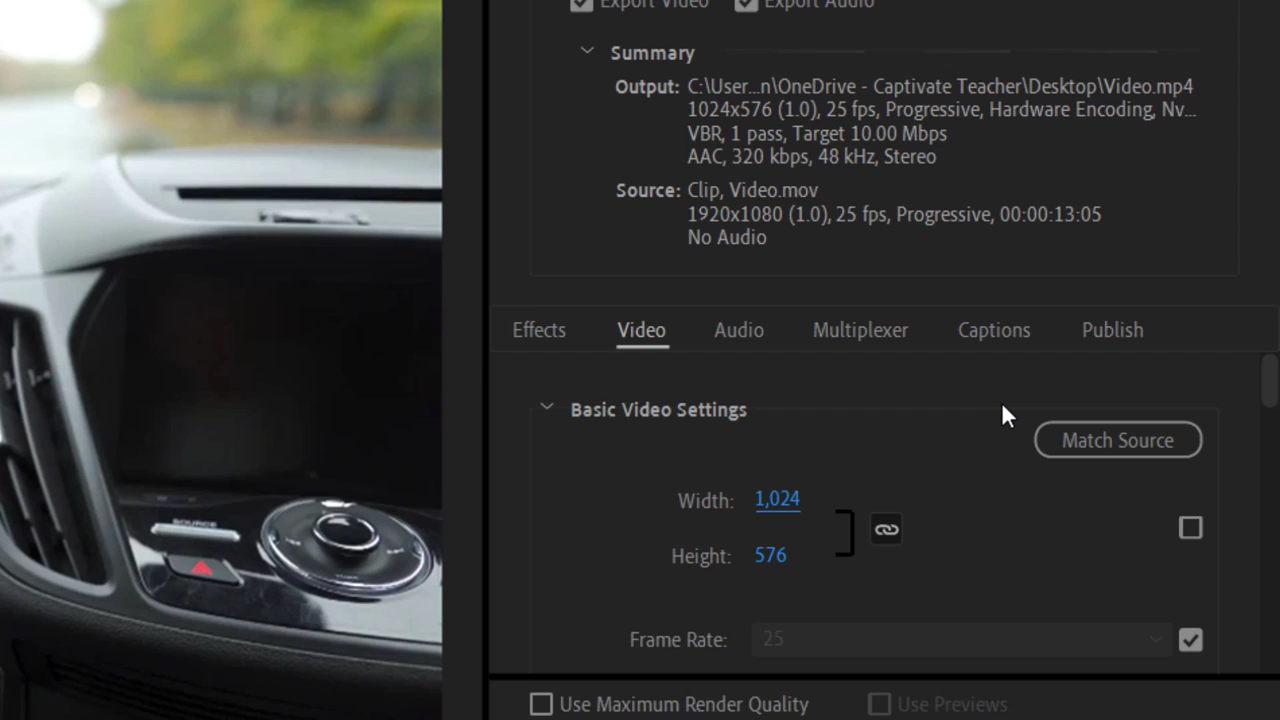 Export Video Export Audio
Summary
Output: C:\User...n\OneDrive - Captivate Teacher\Desktop\Video.mp4
1024x576 (1.0), 25 fps, Progressive, Hardware Encoding, Nv...
VBR, 1 pass, Target 10.00 Mbps
AAC, 320 kbps, 48 kHz, Stereo
Source: Clip, Video.mov
1920x1080 (1.0), 25 fps, Progressive, 00:00:13:05
No Audio
Effects Video Audio Multiplexer Captions Publish
Basic Video Settings
Match Source
Width: 1,024
Height: 576
SOURCE
Frame Rate: 25
Use Maximum Render Quality Use Previews